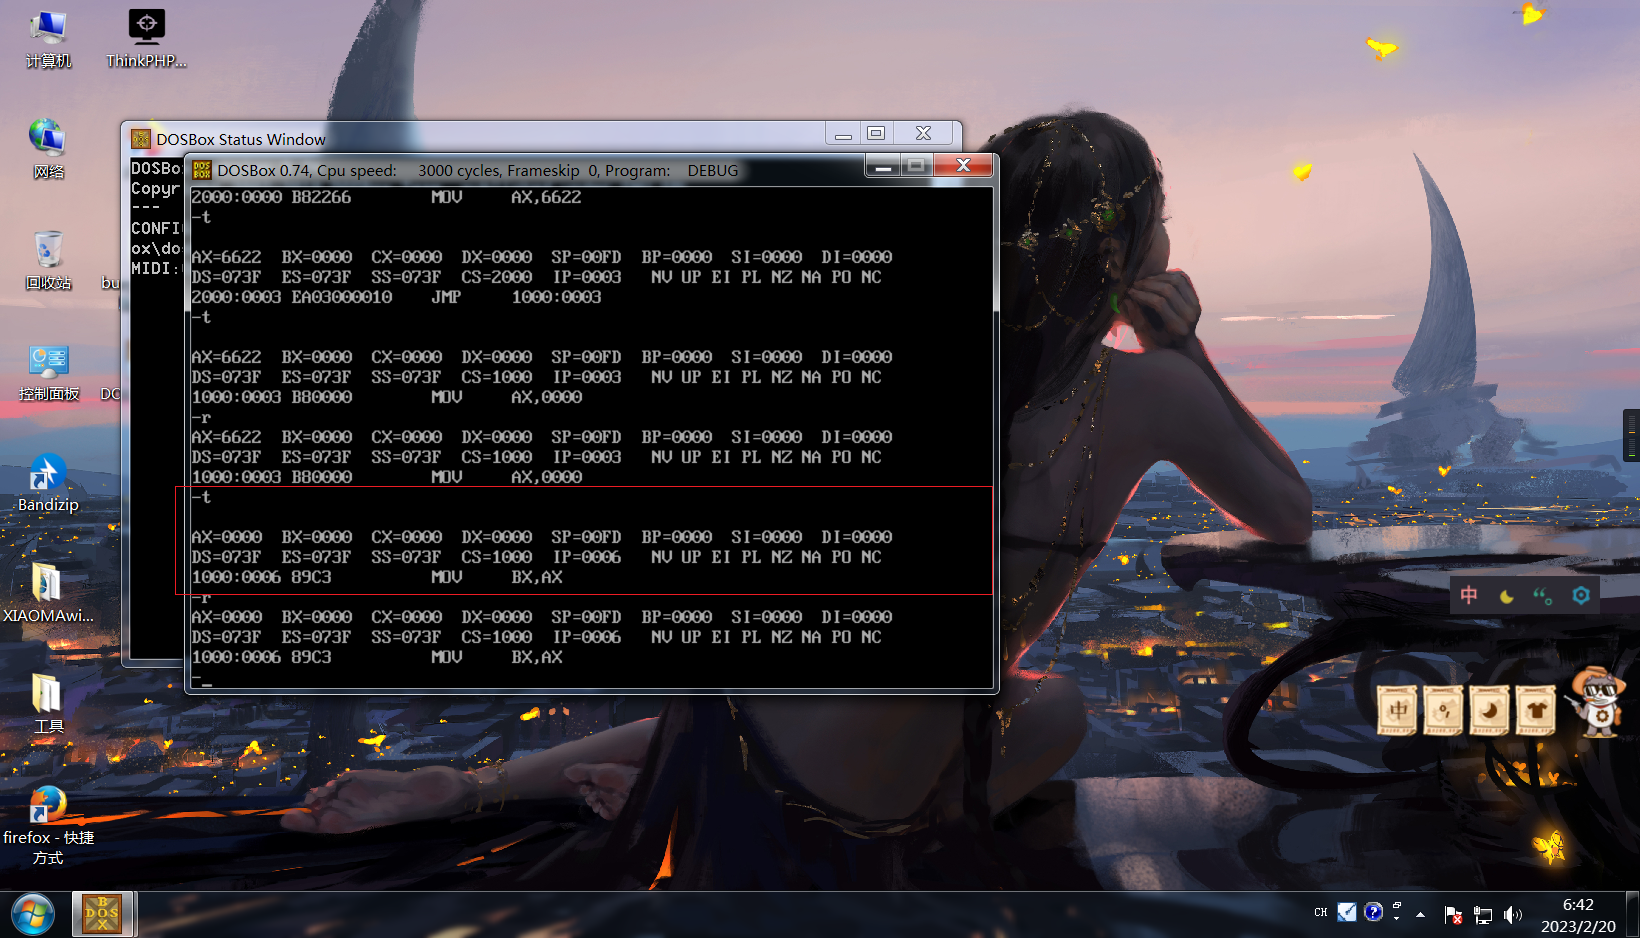 计算机
ThinkPHP...
网络
回收站
bu
控制面板
DC
Bandizip
XIAOMAwi...
工具
firefox - 快捷
方式
DOSBox Status Window
DOSBo
Copyr
---
CONFI
ox\do
MIDI:
DOSBox 0.74, Cpu speed: 3000 cycles, Frameskip 0, Program: DEBUG
2000:0000 B82266 MOV AX,6622
-t
AX=6622 BX=0000 CX=0000 DX=0000 SP=00FD BP=0000 SI=0000 DI=0000
DS=073F ES=073F SS=073F CS=2000 IP=0003 NV UP EI PL NZ NA PO NC
2000:0003 EA03000010 JMP 1000:0003
-t
AX=6622 BX=0000 CX=0000 DX=0000 SP=00FD BP=0000 SI=0000 DI=0000
DS=073F ES=073F SS=073F CS=1000 IP=0003 NV UP EI PL NZ NA PO NC
1000:0003 B80000 MOV AX,0000
-r
AX=6622 BX=0000 CX=0000 DX=0000 SP=00FD BP=0000 SI=0000 DI=0000
DS=073F ES=073F SS=073F CS=1000 IP=0003 NV UP EI PL NZ NA PO NC
1000:0003 B80000 MOV AX,0000
-t
AX=0000 BX=0000 CX=0000 DX=0000 SP=00FD BP=0000 SI=0000 DI=0000
DS=073F ES=073F SS=073F CS=1000 IP=0006 NV UP EI PL NZ NA PO NC
1000:0006 89C3 MOV BX,AX
-r
AX=0000 BX=0000 CX=0000 DX=0000 SP=00FD BP=0000 SI=0000 DI=0000
DS=073F ES=073F SS=073F CS=1000 IP=0006 NV UP EI PL NZ NA PO NC
1000:0006 89C3 MOV BX,AX
-_
中
中
CH
6:42
2023/2/20